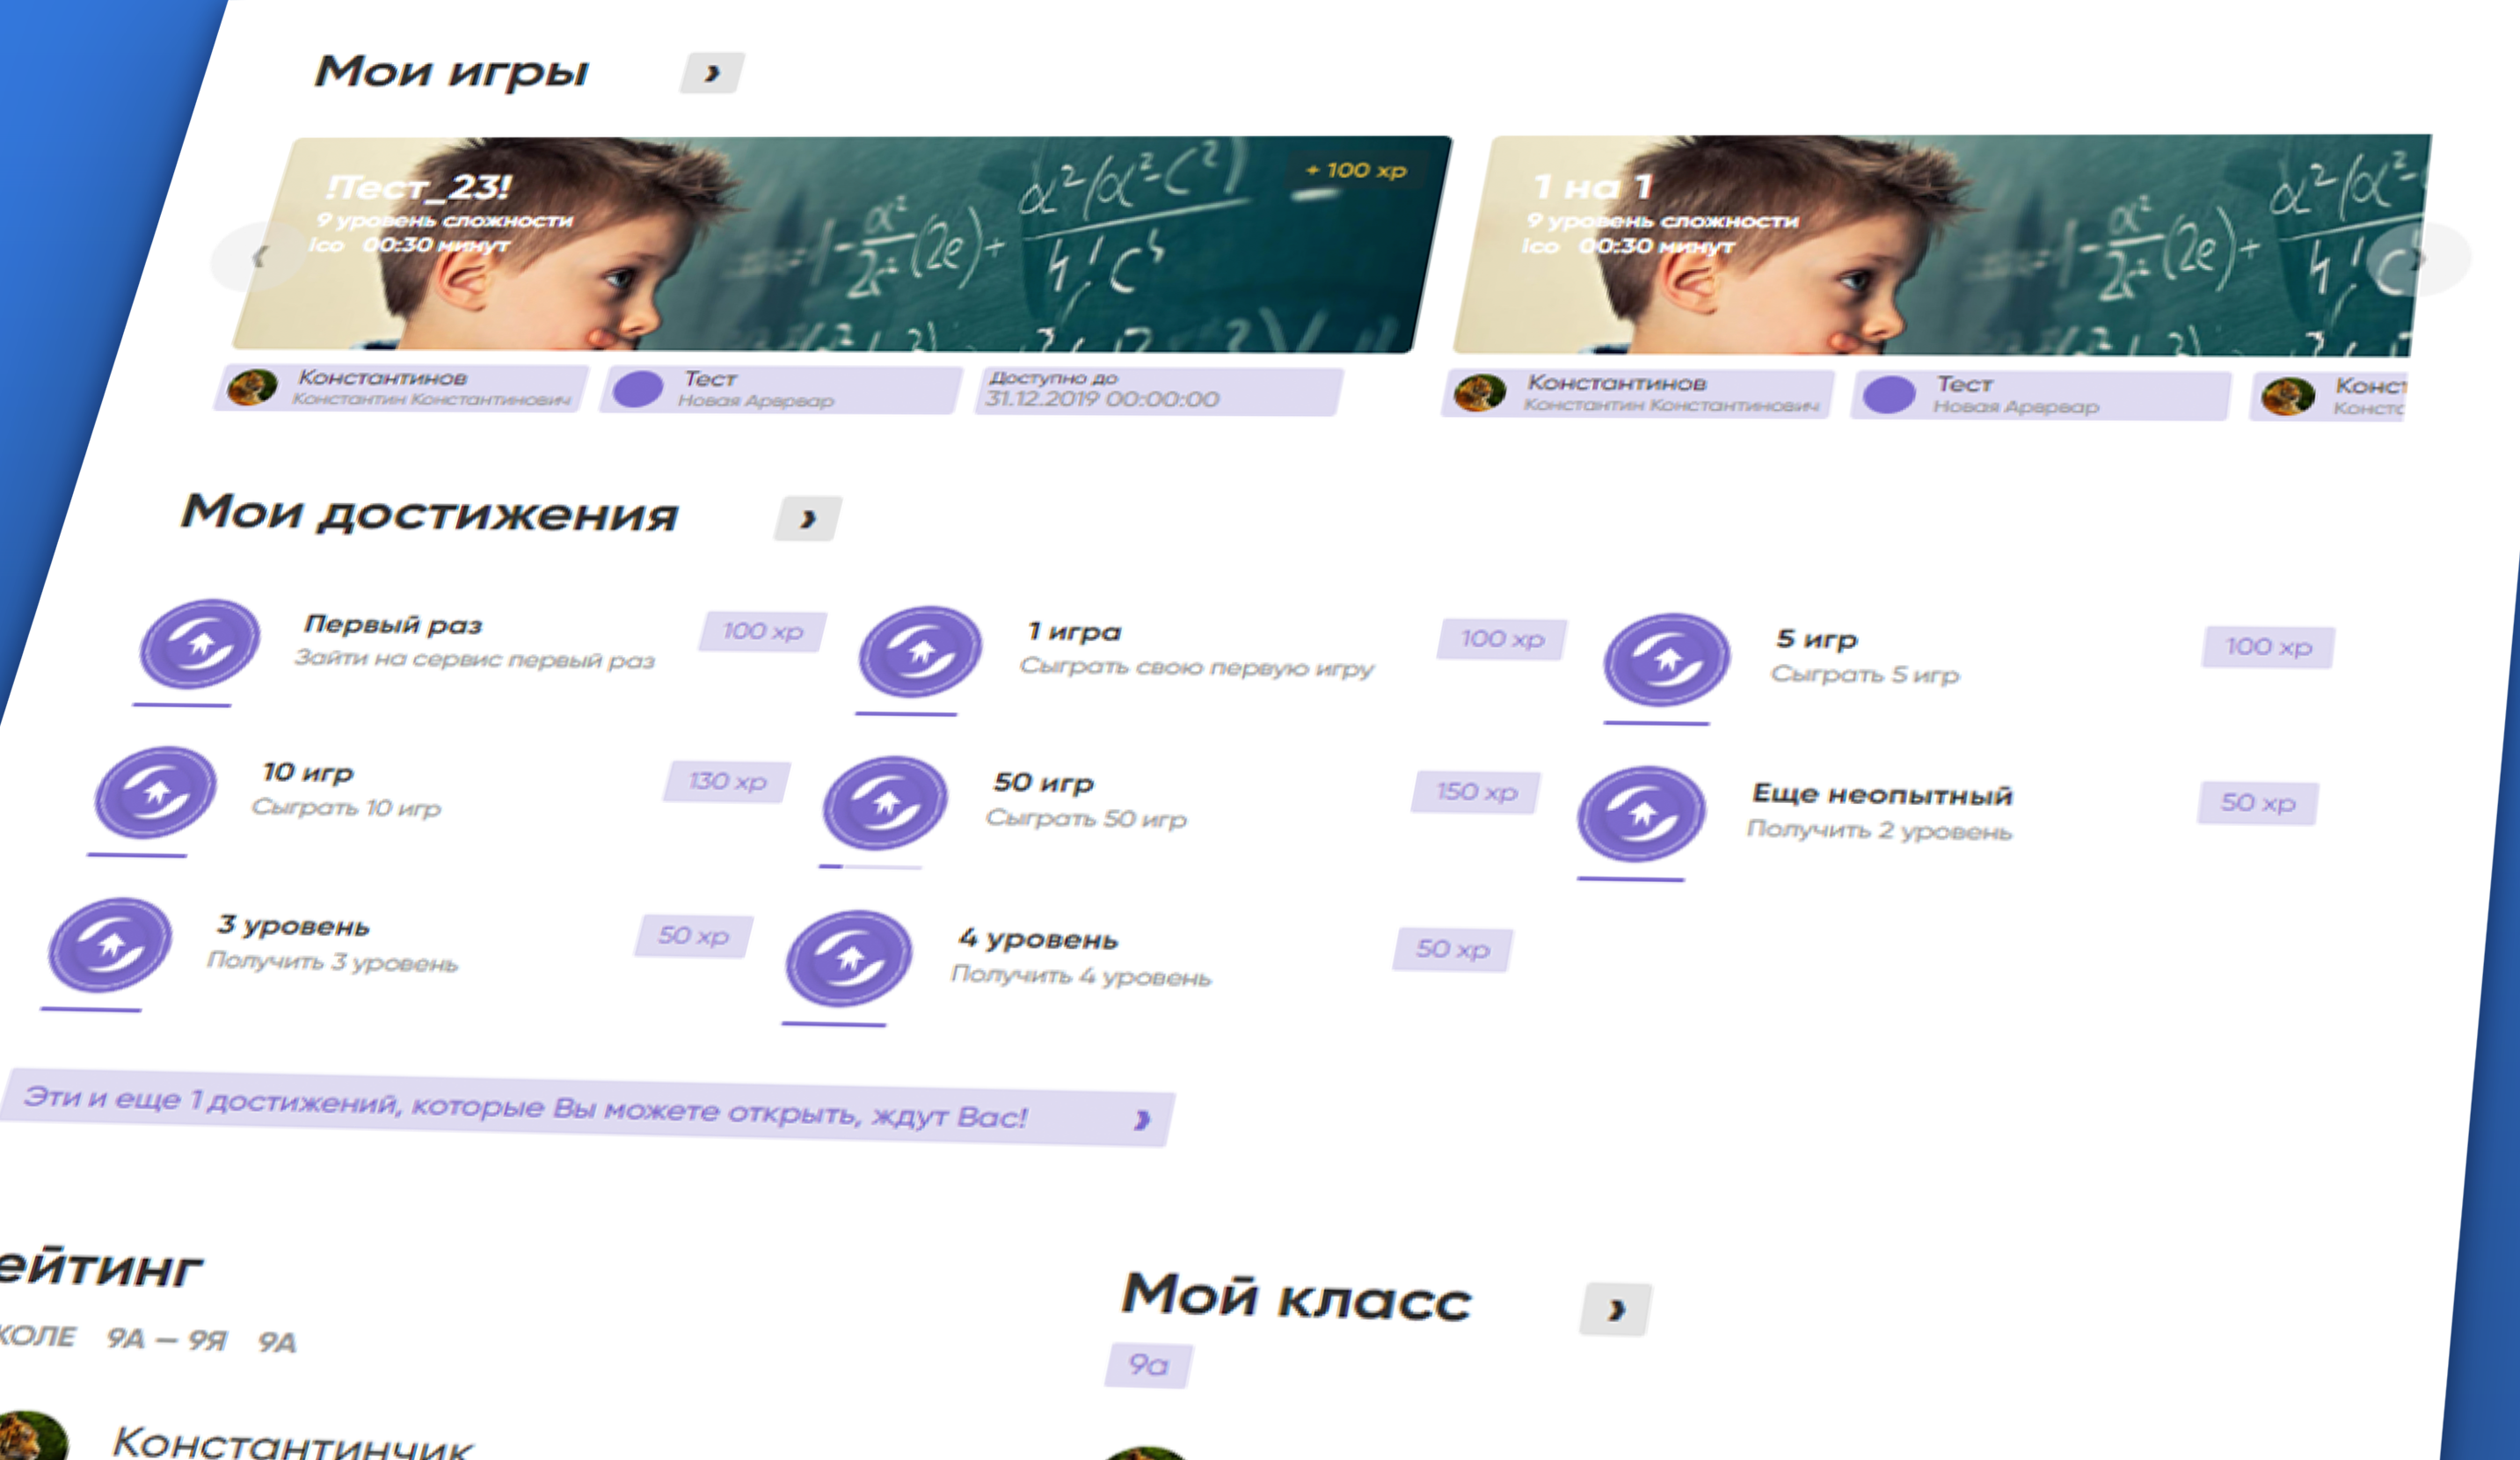 Мои игры
!Тест_23!
9 уровень сложности
ico 00:30 минут
+ 100 xp
Константинов
Константин Константинович
Тест
Новая Арврвар
Доступно до
31.12.2019 00:00:00
1 на 1
9 уровень сложности
ico 00:30 минут
Константинов
Константин Константинович
Тест
Новая Арврвар
Конст
Конста
Мои достижения
Первый раз
Зайти на сервис первый раз
100 xp
1 игра
Сыграть свою первую игру
100 xp
5 игр
Сыграть 5 игр
100 xp
10 игр
Сыграть 10 игр
130 xp
50 игр
Сыграть 50 игр
150 xp
Еще неопытный
Получить 2 уровень
50 xp
3 уровень
Получить 3 уровень
50 xp
4 уровень
Получить 4 уровень
50 xp
Эти и еще 1 достижений, которые Вы можете открыть, ждут Вас!
ейтинг
КОЛЕ 9А — 9Я 9А
Константинчик
Мой класс
9а